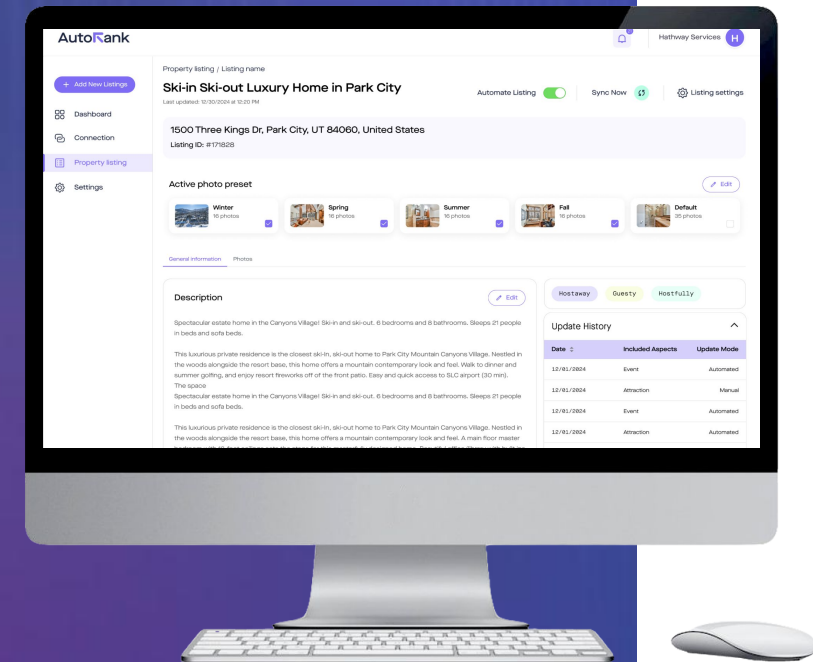 AutoRank
Hathway Services
H
+ Add New Listings
Dashboard
Connection
Property listing
Settings
Property listing / Listing name
Ski-in Ski-out Luxury Home in Park City
Last updated: 12/30/2024 at 12:20 PM
Automate Listing
Sync Now
Listing settings
1500 Three Kings Dr, Park City, UT 84060, United States
Listing ID: #171828
Active photo preset
Edit
Winter
16 photos
Spring
16 photos
Summer
16 photos
Fall
16 photos
Default
35 photos
General information
Photos
Description
Edit
Spectacular estate home in the Canyons Village! Ski-in and ski-out. 6 bedrooms and 8 bathrooms. Sleeps 21 people
in beds and sofa beds.
This luxurious private residence is the closest ski-in, ski-out home to Park City Mountain Canyons Village. Nestled in
the woods alongside the resort base, this home offers a mountain contemporary look and feel. Walk to dinner and
summer golfing, and enjoy resort fireworks off of the front patio. Easy and quick access to SLC airport (30 min).
The space
Spectacular estate home in the Canyons Village! Ski-in and ski-out. 6 bedrooms and 8 bathrooms. Sleeps 21 people
in beds and sofa beds.
This luxurious private residence is the closest ski-in, ski-out home to Park City Mountain Canyons Village. Nestled in
the woods alongside the resort base, this home offers a mountain contemporary look and feel. A main floor master
Hostaway
Guesty
Hostfully
Update History
Date
Included Aspects
Update Mode
12/01/2024
Event
Automated
12/01/2024
Attraction
Manual
12/01/2024
Event
Automated
12/01/2024
Attraction
Automated